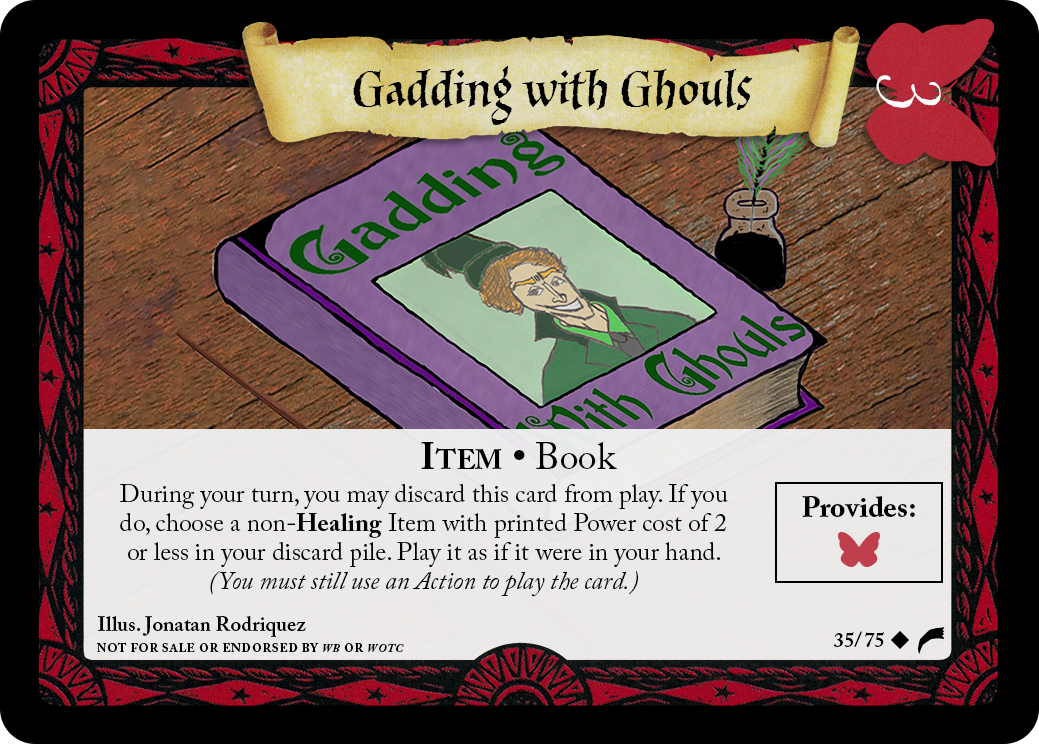 Gadding with Ghouls
3
Gadding
With Ghouls
ITEM • Book
During your turn, you may discard this card from play. If you
do, choose a non-Healing Item with printed Power cost of 2
or less in your discard pile. Play it as if it were in your hand.
(You must still use an Action to play the card.)
Provides:
Illus. Jonatan Rodriquez
NOT FOR SALE OR ENDORSED BY WB OR WOTC
35/75